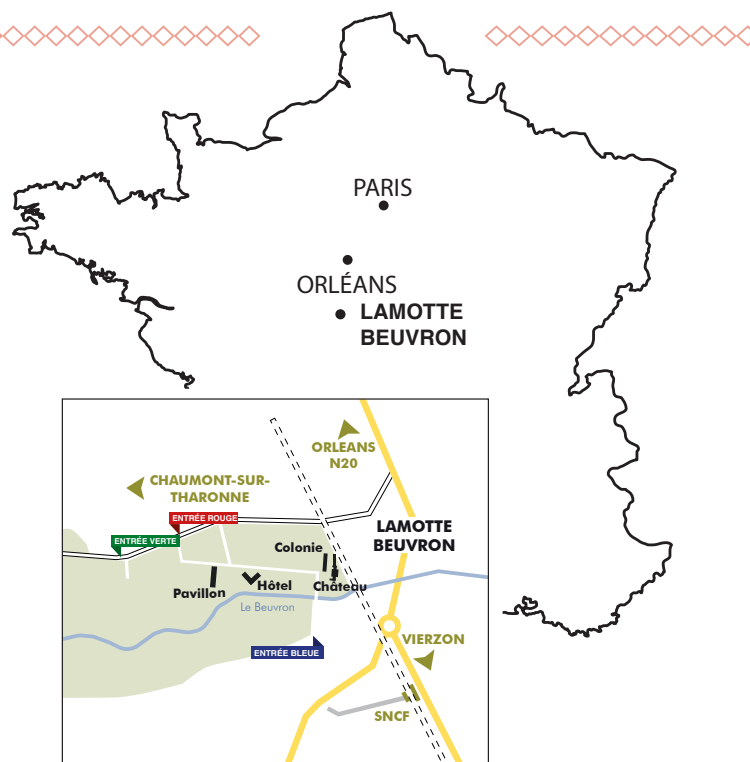 PARIS
ORLÉANS
LAMOTTE
BEUVRON
ORLEANS
N20
CHAUMONT-SUR-
THARONNE
ENTRÉE ROUGE
ENTRÉE VERTE
LAMOTTE
BEUVRON
Colonie
Pavillon
Hôtel
Château
Le Beuvron
ENTRÉE BLEUE
VIERZON
SNCF